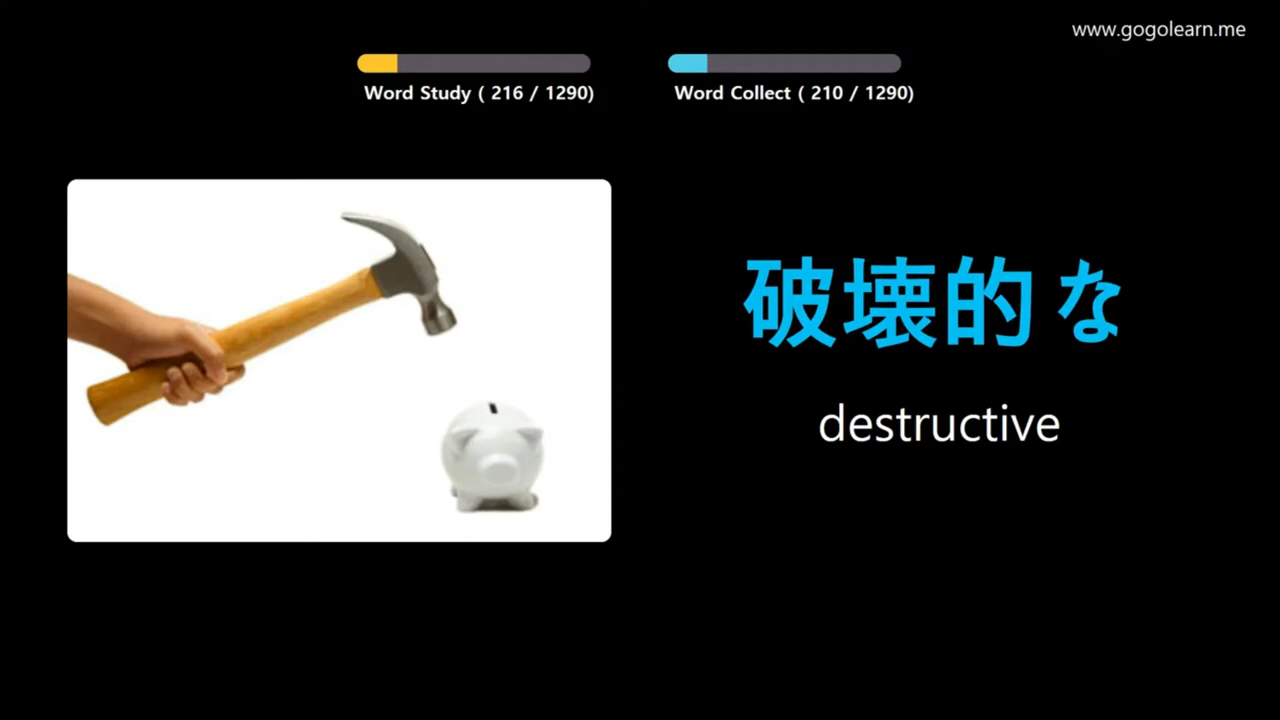 www.gogolearn.me
Word Study ( 216 / 1290)
Word Collect ( 210 / 1290)
破壊的な
destructive